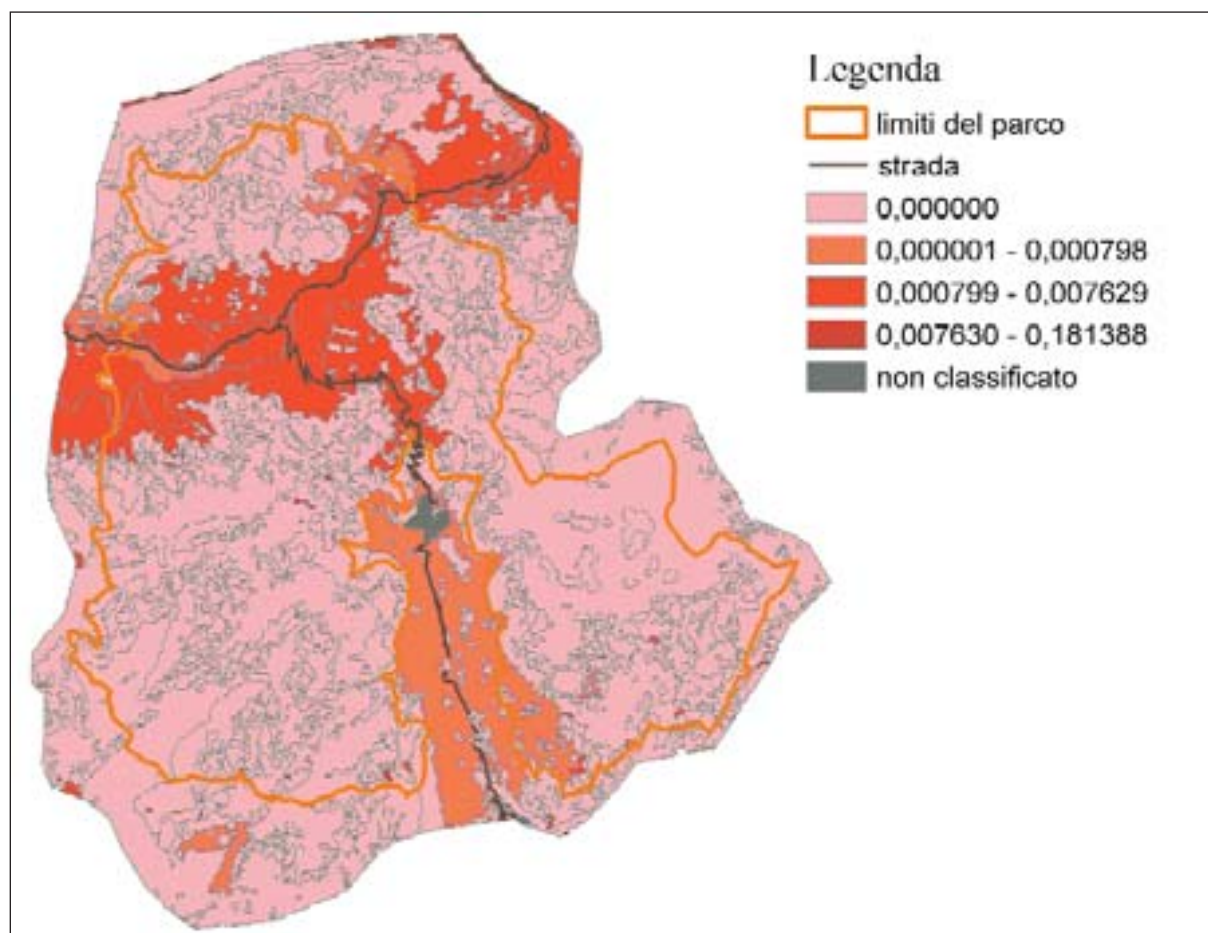 Legenda
limiti del parco
strada
0,000000
0,000001 - 0,000798
0,000799 - 0,007629
0,007630 - 0,181388
non classificato